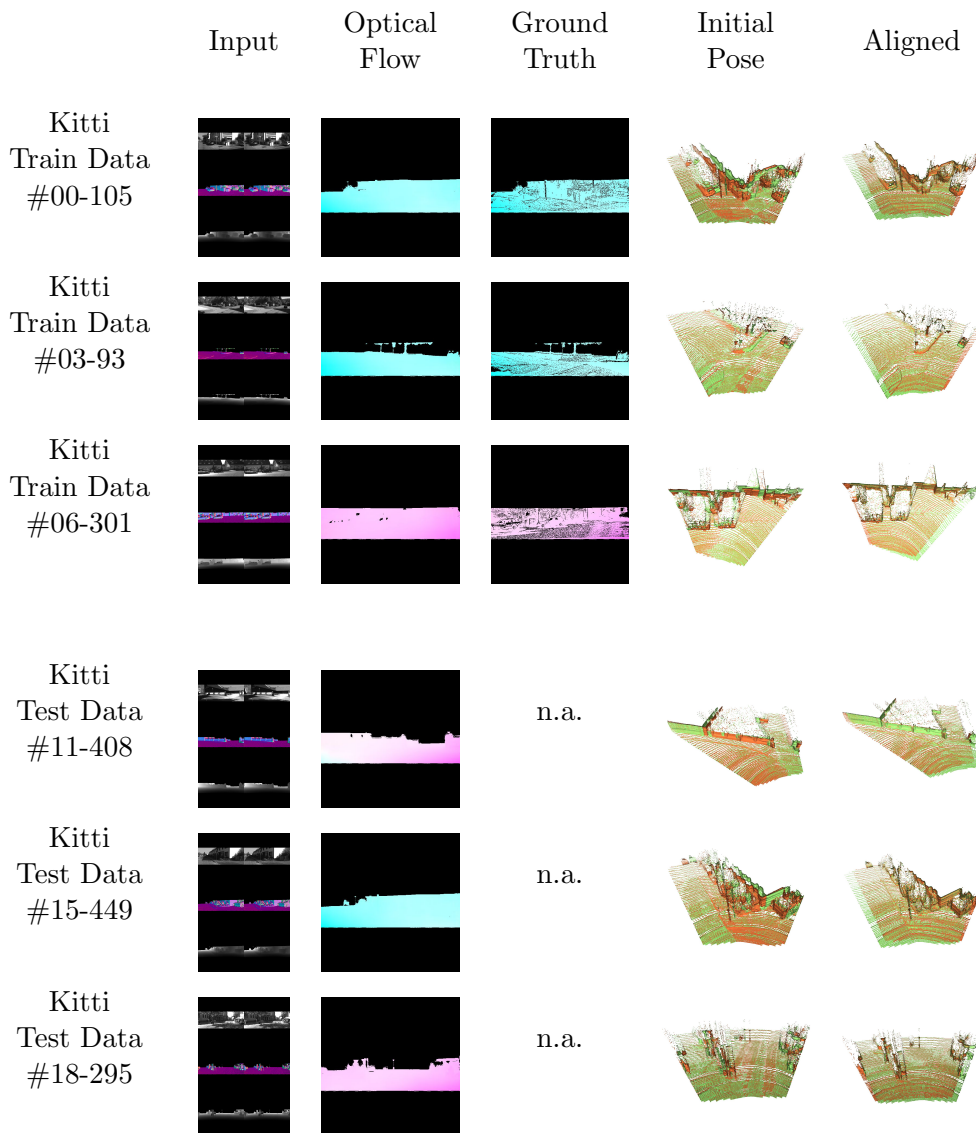 Input
Optical
Flow
Ground
Truth
Initial
Pose
Aligned
Kitti
Train Data
#00-105
Kitti
Train Data
#03-93
Kitti
Train Data
#06-301
Kitti
Test Data
#11-408
n.a.
Kitti
Test Data
#15-449
n.a.
Kitti
Test Data
#18-295
n.a.